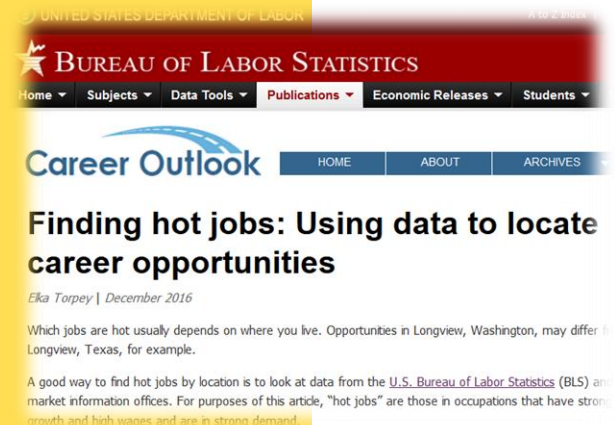 UNITED STATES DEPARTMENT OF LABOR
A to Z Index
BUREAU OF LABOR STATISTICS
Home Subjects Data Tools Publications Economic Releases Students
Career Outlook HOME ABOUT ARCHIVES
Finding hot jobs: Using data to locate
career opportunities
Elka Torpey | December 2016
Which jobs are hot usually depends on where you live. Opportunities in Longview, Washington, may differ
Longview, Texas, for example.
A good way to find hot jobs by location is to look at data from the U.S. Bureau of Labor Statistics (BLS) and
market information offices. For purposes of this article, “hot jobs” are those in occupations that have strong
growth and high wages and are in strong demand.